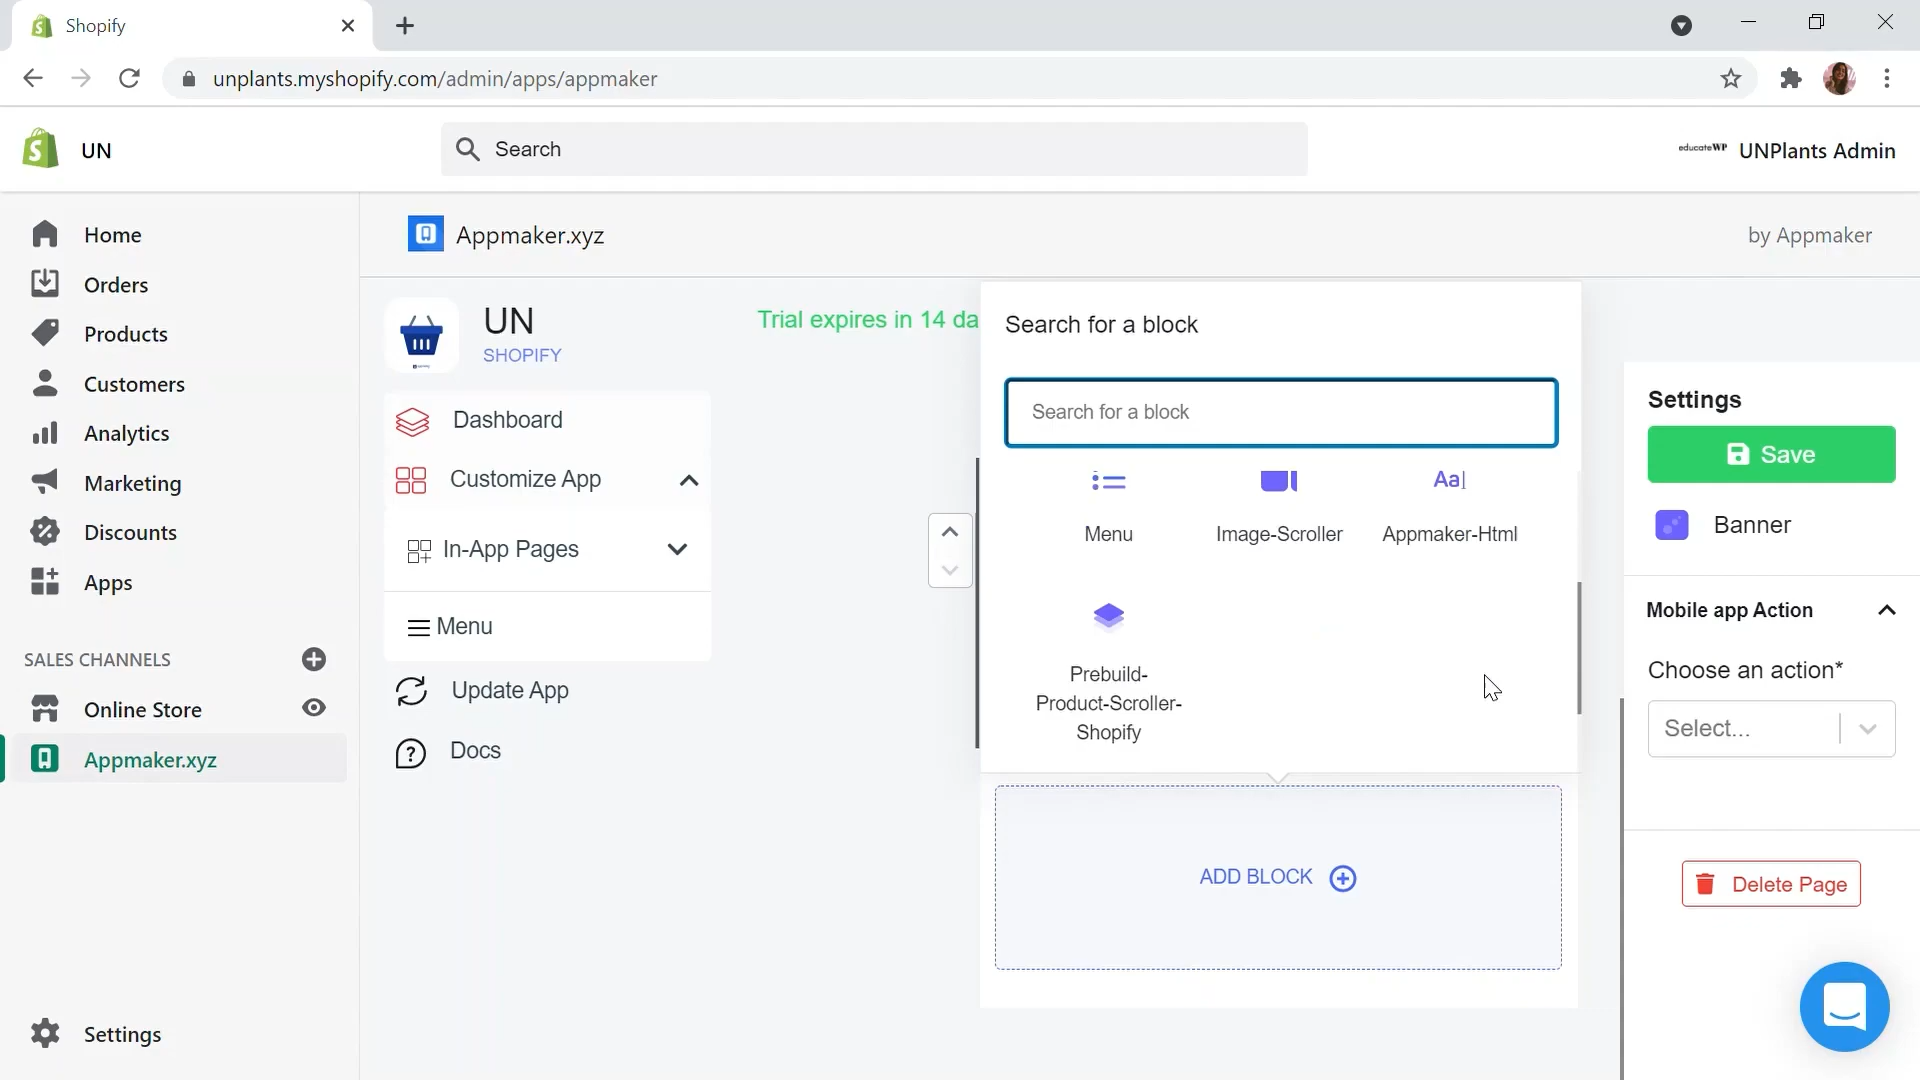 Shopify
unplants.myshopify.com/admin/apps/appmaker
UN
Search
educateWP
UNPlants Admin
Home
Orders
Products
Customers
Analytics
Marketing
Discounts
Apps
SALES CHANNELS
Online Store
Appmaker.xyz
Settings
Appmaker.xyz
by Appmaker
UN
SHOPIFY
Trial expires in 14 da
Dashboard
Customize App
In-App Pages
Menu
Update App
Docs
Search for a block
Search for a block
Menu
Image-Scroller
Aa
Appmaker-Html
Prebuild-
Product-Scroller-
Shopify
ADD BLOCK
Settings
Save
Banner
Mobile app Action
Choose an action*
Select...
Delete Page